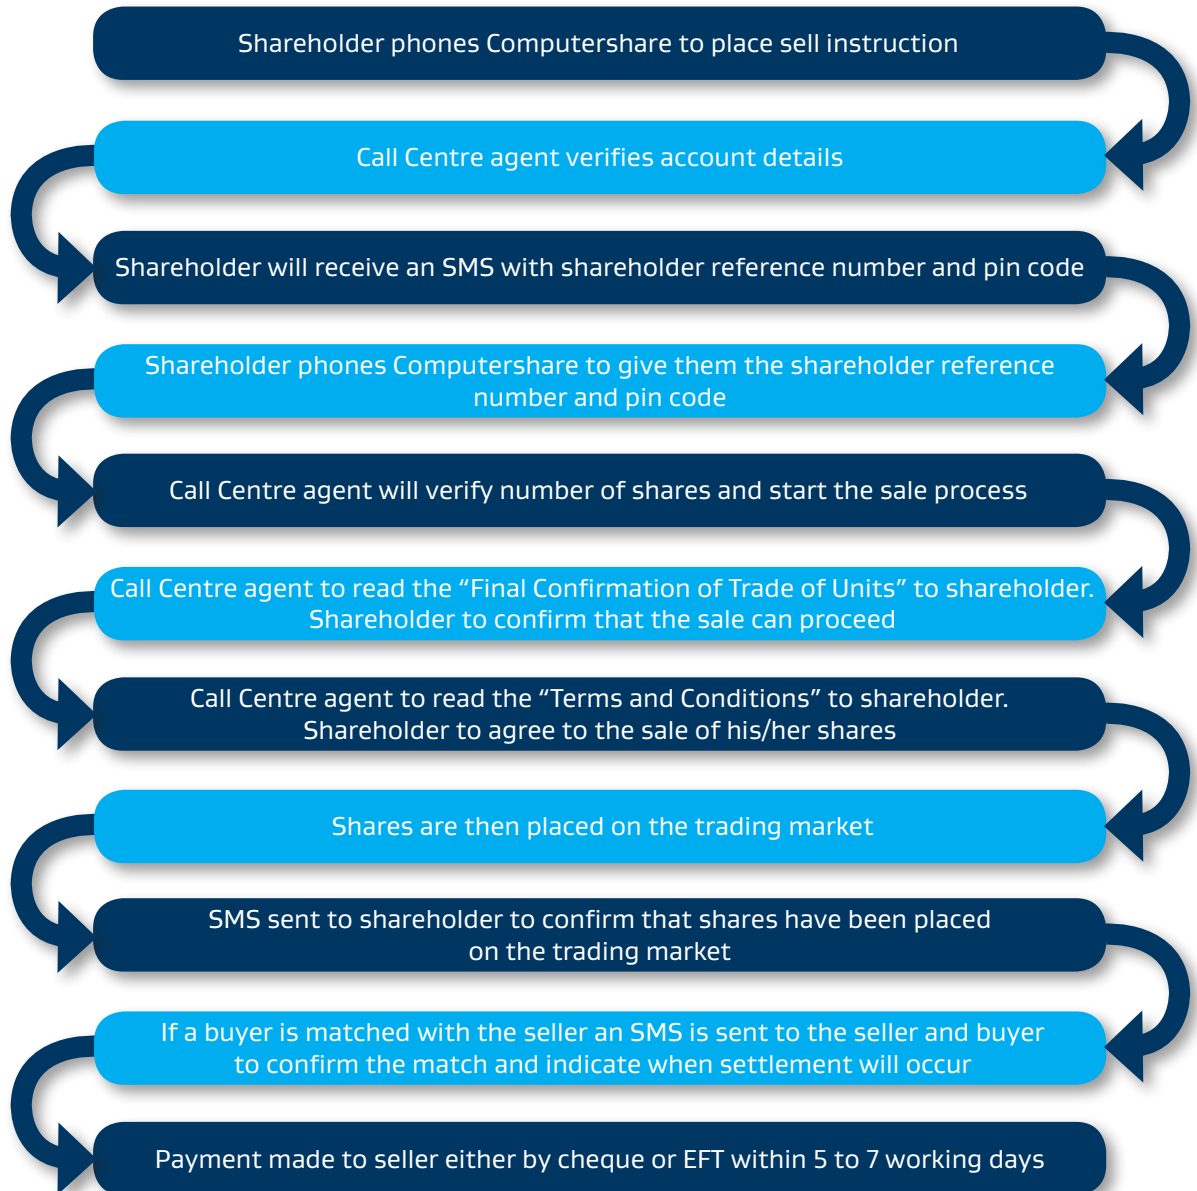 Shareholder phones Computershare to place sell instruction
Call Centre agent verifies account details
Shareholder will receive an SMS with shareholder reference number and pin code
Shareholder phones Computershare to give them the shareholder reference
number and pin code
Call Centre agent will verify number of shares and start the sale process
Call Centre agent to read the “Final Confirmation of Trade of Units” to shareholder.
Shareholder to confirm that the sale can proceed
Call Centre agent to read the “Terms and Conditions” to shareholder.
Shareholder to agree to the sale of his/her shares
Shares are then placed on the trading market
SMS sent to shareholder to confirm that shares have been placed
on the trading market
If a buyer is matched with the seller an SMS is sent to the seller and buyer
to confirm the match and indicate when settlement will occur
Payment made to seller either by cheque or EFT within 5 to 7 working days